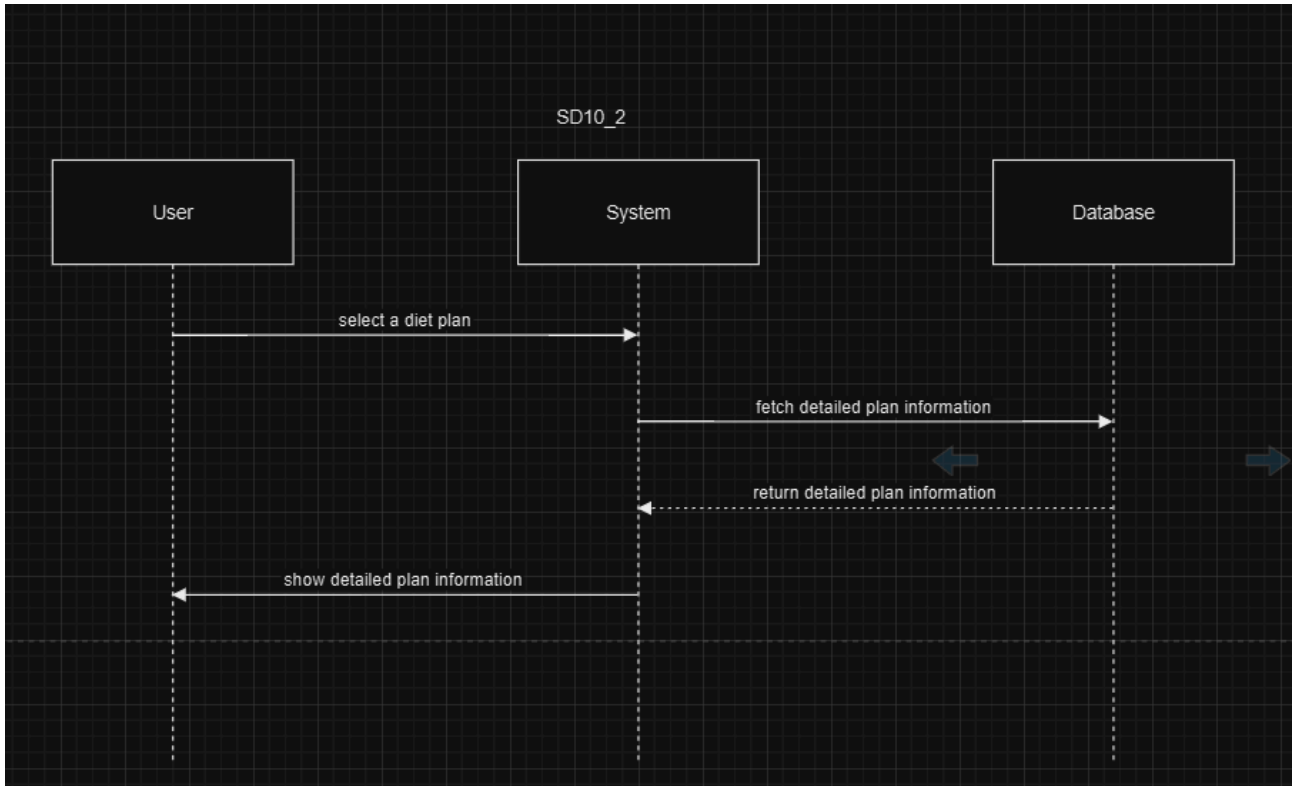 SD10_2
User
System
Database
select a diet plan
fetch detailed plan information
return detailed plan information
show detailed plan information